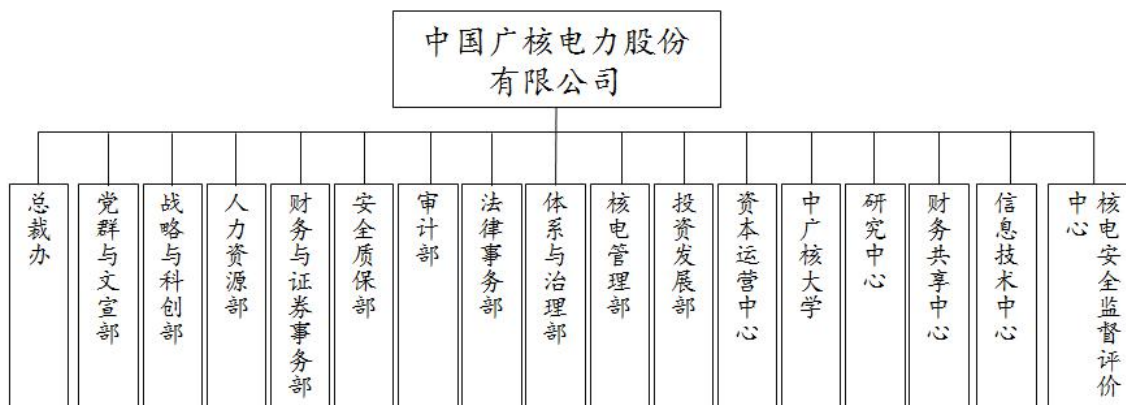 中国广核电力股份
有限公司
总裁办
党群与文宣部
战略与科创部
人力资源部
财务与证券事务部
安全质保部
审计部
法律事务部
体系与治理部
核电管理部
投资发展部
资本运营中心
中广核大学
研究中心
财务共享中心
信息技术中心
核电安全监督评价
中心